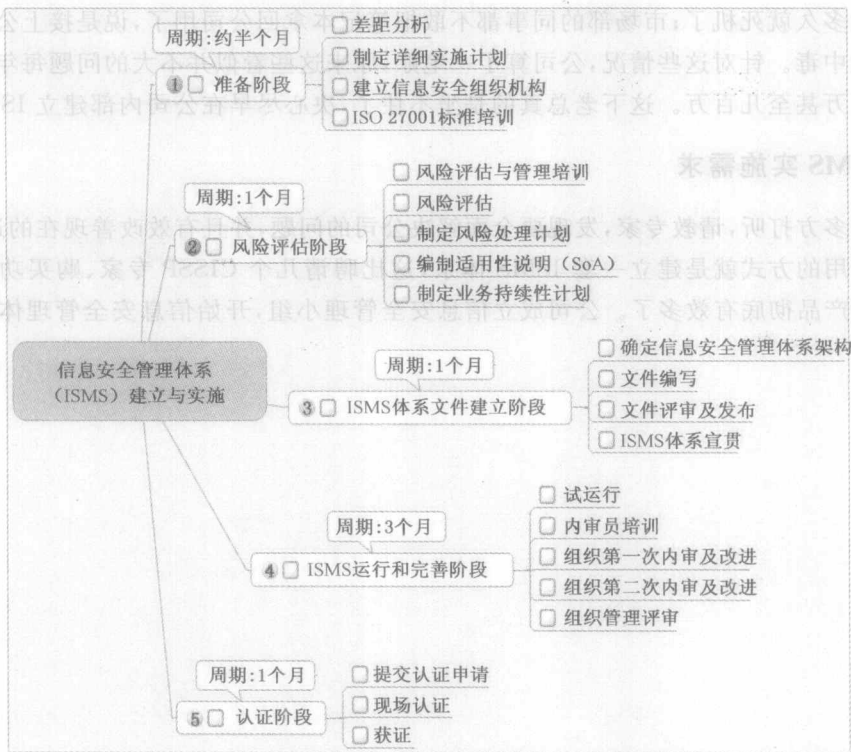 周期:约半个月
❶ 准备阶段
差距分析
制定详细实施计划
建立信息安全组织机构
ISO 27001标准培训
周期:1个月
❷ 风险评估阶段
风险评估与管理培训
风险评估
制定风险处理计划
编制适用性说明（SoA）
制定业务持续性计划
信息安全管理体系
（ISMS）建立与实施
周期:1个月
❸ ISMS体系文件建立阶段
确定信息安全管理体系架构
文件编写
文件评审及发布
ISMS体系宣贯
周期:3个月
❹ ISMS运行和完善阶段
试运行
内审员培训
组织第一次内审及改进
组织第二次内审及改进
组织管理评审
周期:1个月
❺ 认证阶段
提交认证申请
现场认证
获证